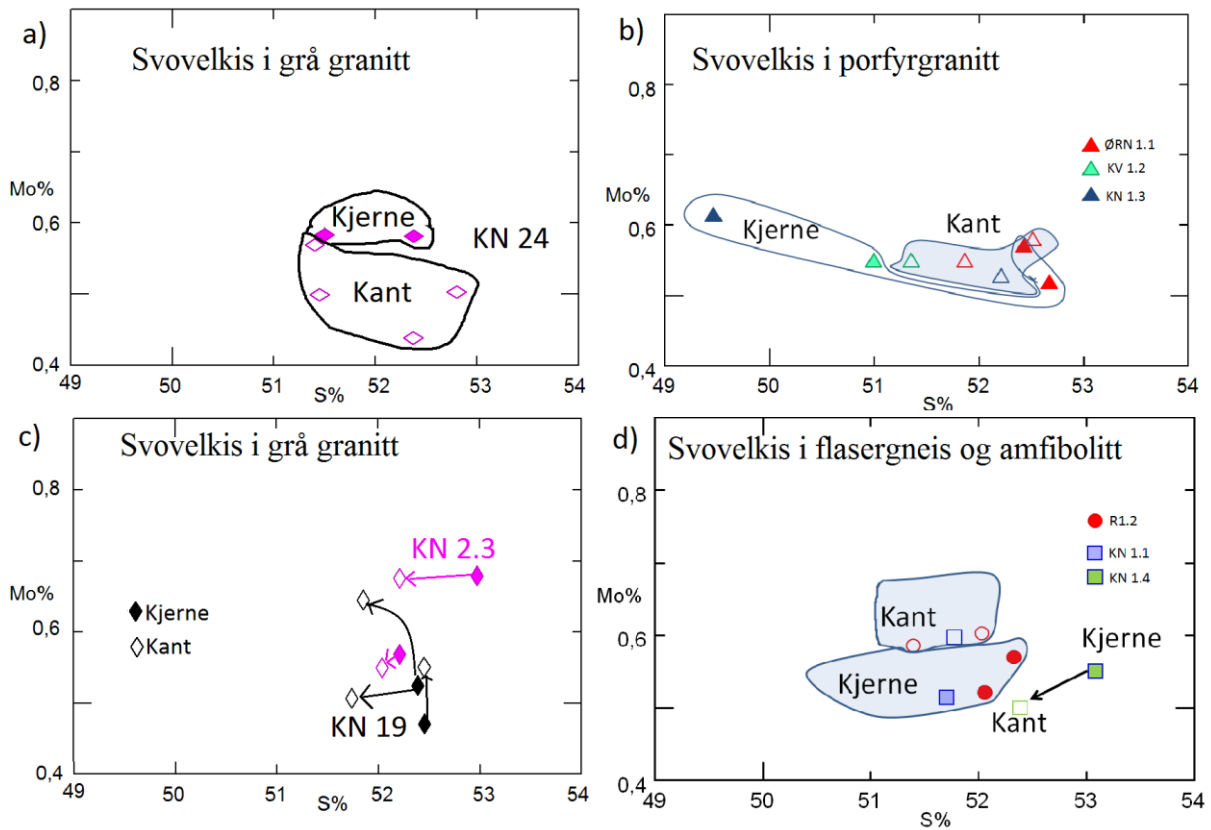 a)
Svovelkis i grå granitt
0,8
Mo%
0,6
Kjerne
KN 24
Kant
0,4
49 50 51 52 53 54
S%
b)
Svovelkis i porfyrgranitt
0,8
ØRN 1.1
KV 1.2
KN 1.3
Mo%
0,6
Kjerne
Kant
0,4
49 50 51 52 53 54
S%
c)
Svovelkis i grå granitt
0,8
KN 2.3
Mo%
Kjerne
0,6
Kant
KN 19
0,4
49 50 51 52 53 54
S%
d)
Svovelkis i flasergneis og amfibolitt
0,8
R1.2
KN 1.1
KN 1.4
Mo%
0,6
Kant
Kjerne
Kjerne
Kant
0,4
49 50 51 52 53 54
S%